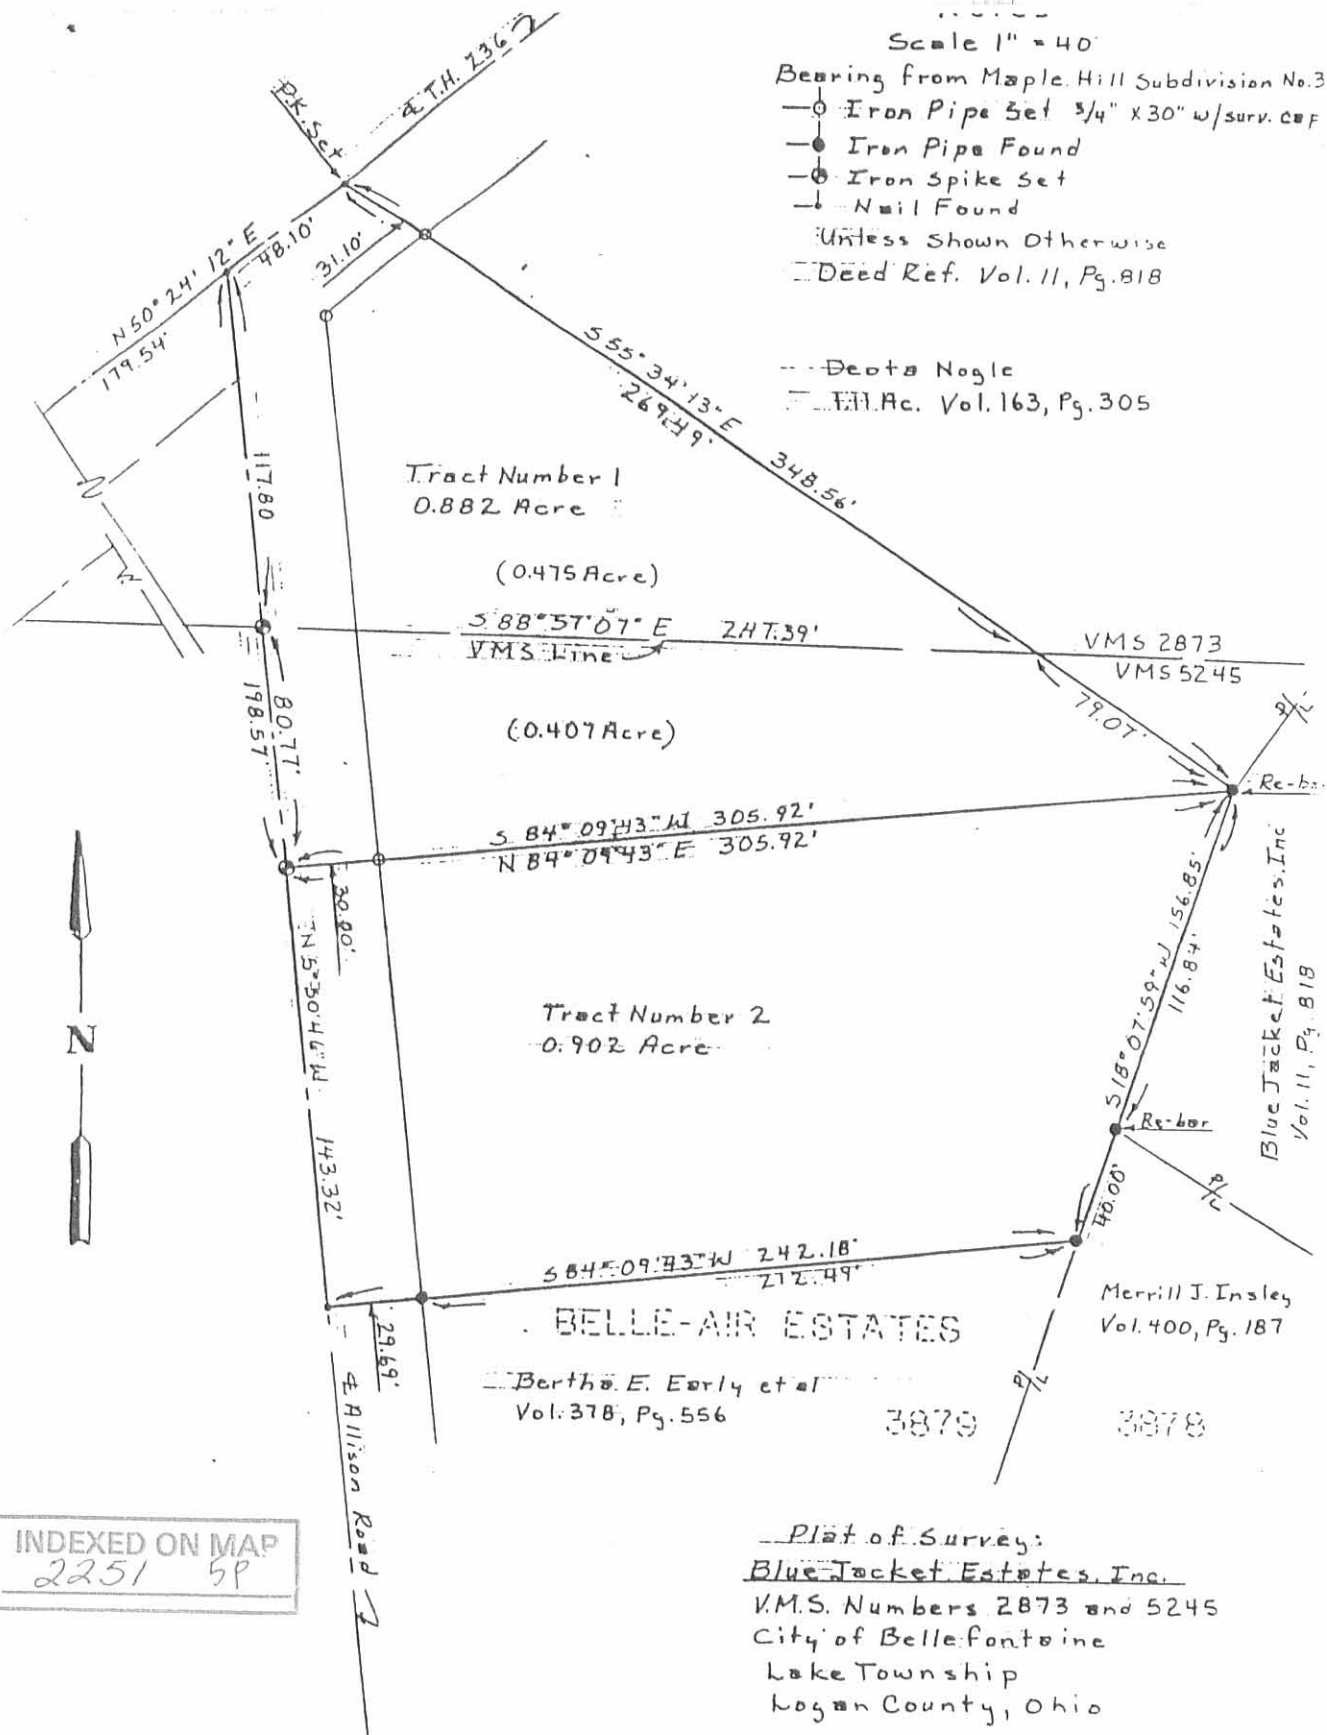 Scale 1" = 40'
Bearing from Maple Hill Subdivision No.3
Iron Pipe Set 3/4" x 30" w/surv. cap
Iron Pipe Found
Iron Spike Set
Nail Found
Unless Shown Otherwise
Deed Ref. Vol. 11, Pg. 818
Deota Nogle
Ac. Vol. 163, Pg. 305
P.K. Set
℄ T.H. 236
N 50° 24' 12" E
48.10'
179.54'
31.10'
S 55° 34' 13" E
269.49'
348.56'
117.80
Tract Number 1
0.882 Acre
(0.475 Acre)
S 88° 57' 07" E 247.39'
VMS Line
VMS 2873
VMS 5245
198.57'
80.77'
(0.407 Acre)
79.07'
P/L
Re-bar
S 84° 09' 43" W 305.92'
N 84° 09' 43" E 305.92'
30.00'
N 5° 30' 46" W
143.32'
N
Tract Number 2
0.902 Acre
S 18° 07' 59" W 156.85'
116.84'
Blue Jacket Estates, Inc
Vol. 11, Pg. 818
Re-bar
P/L
40.00'
S 84° 09' 43" W 242.18'
272.49'
29.69'
BELLE-AIR ESTATES
Merrill J. Insley
Vol. 400, Pg. 187
Bertha E. Early et al
Vol. 378, Pg. 556
P/L
3879
3878
℄ Allison Road
INDEXED ON MAP
2251 5P
Plat of Survey:
Blue Jacket Estates, Inc.
V.M.S. Numbers 2873 and 5245
City of Bellefontaine
Lake Township
Logan County, Ohio